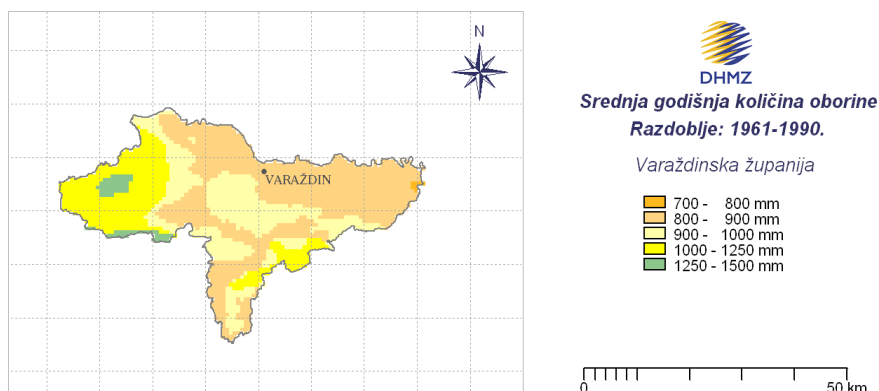 N
VARAŽDIN
DHMZ
Srednja godišnja količina oborine
Razdoblje: 1961-1990.
Varaždinska županija
700 - 800 mm
800 - 900 mm
900 - 1000 mm
1000 - 1250 mm
1250 - 1500 mm
0 50 km